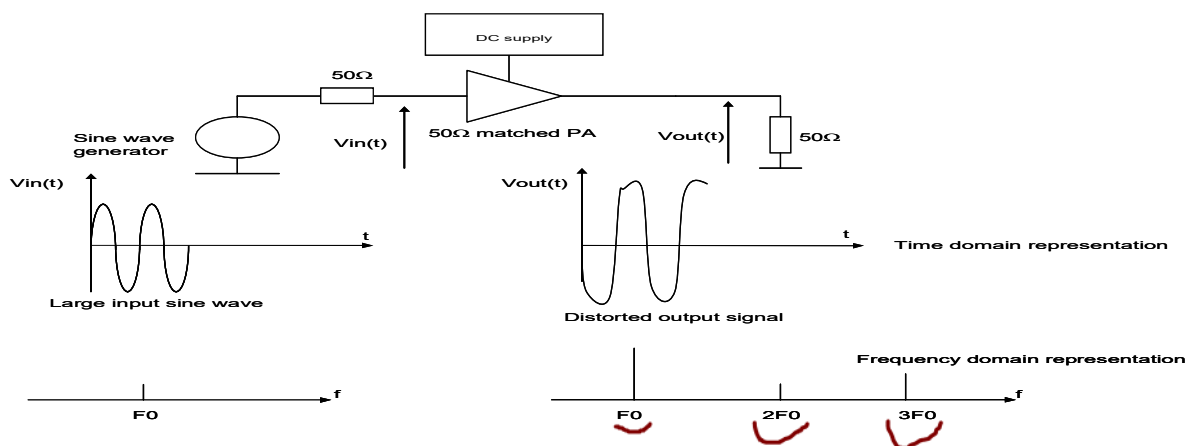 DC supply
50Ω
50Ω matched PA
Vin(t)
Vout(t)
50Ω
Sine wave
generator
Vin(t)
t
Large input sine wave
Vout(t)
t
Time domain representation
Distorted output signal
Frequency domain representation
f
F0
f
F0
2F0
3F0